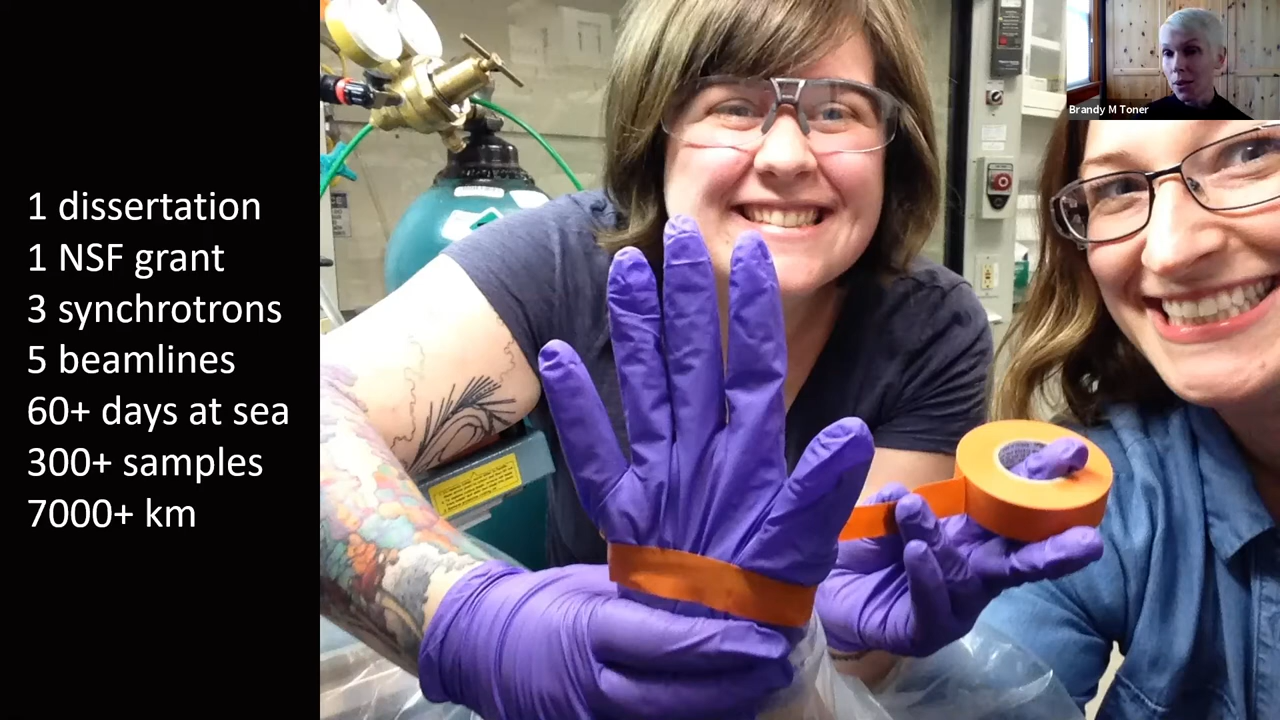 1 dissertation
1 NSF grant
3 synchrotrons
5 beamlines
60+ days at sea
300+ samples
7000+ km
Brandy M Toner